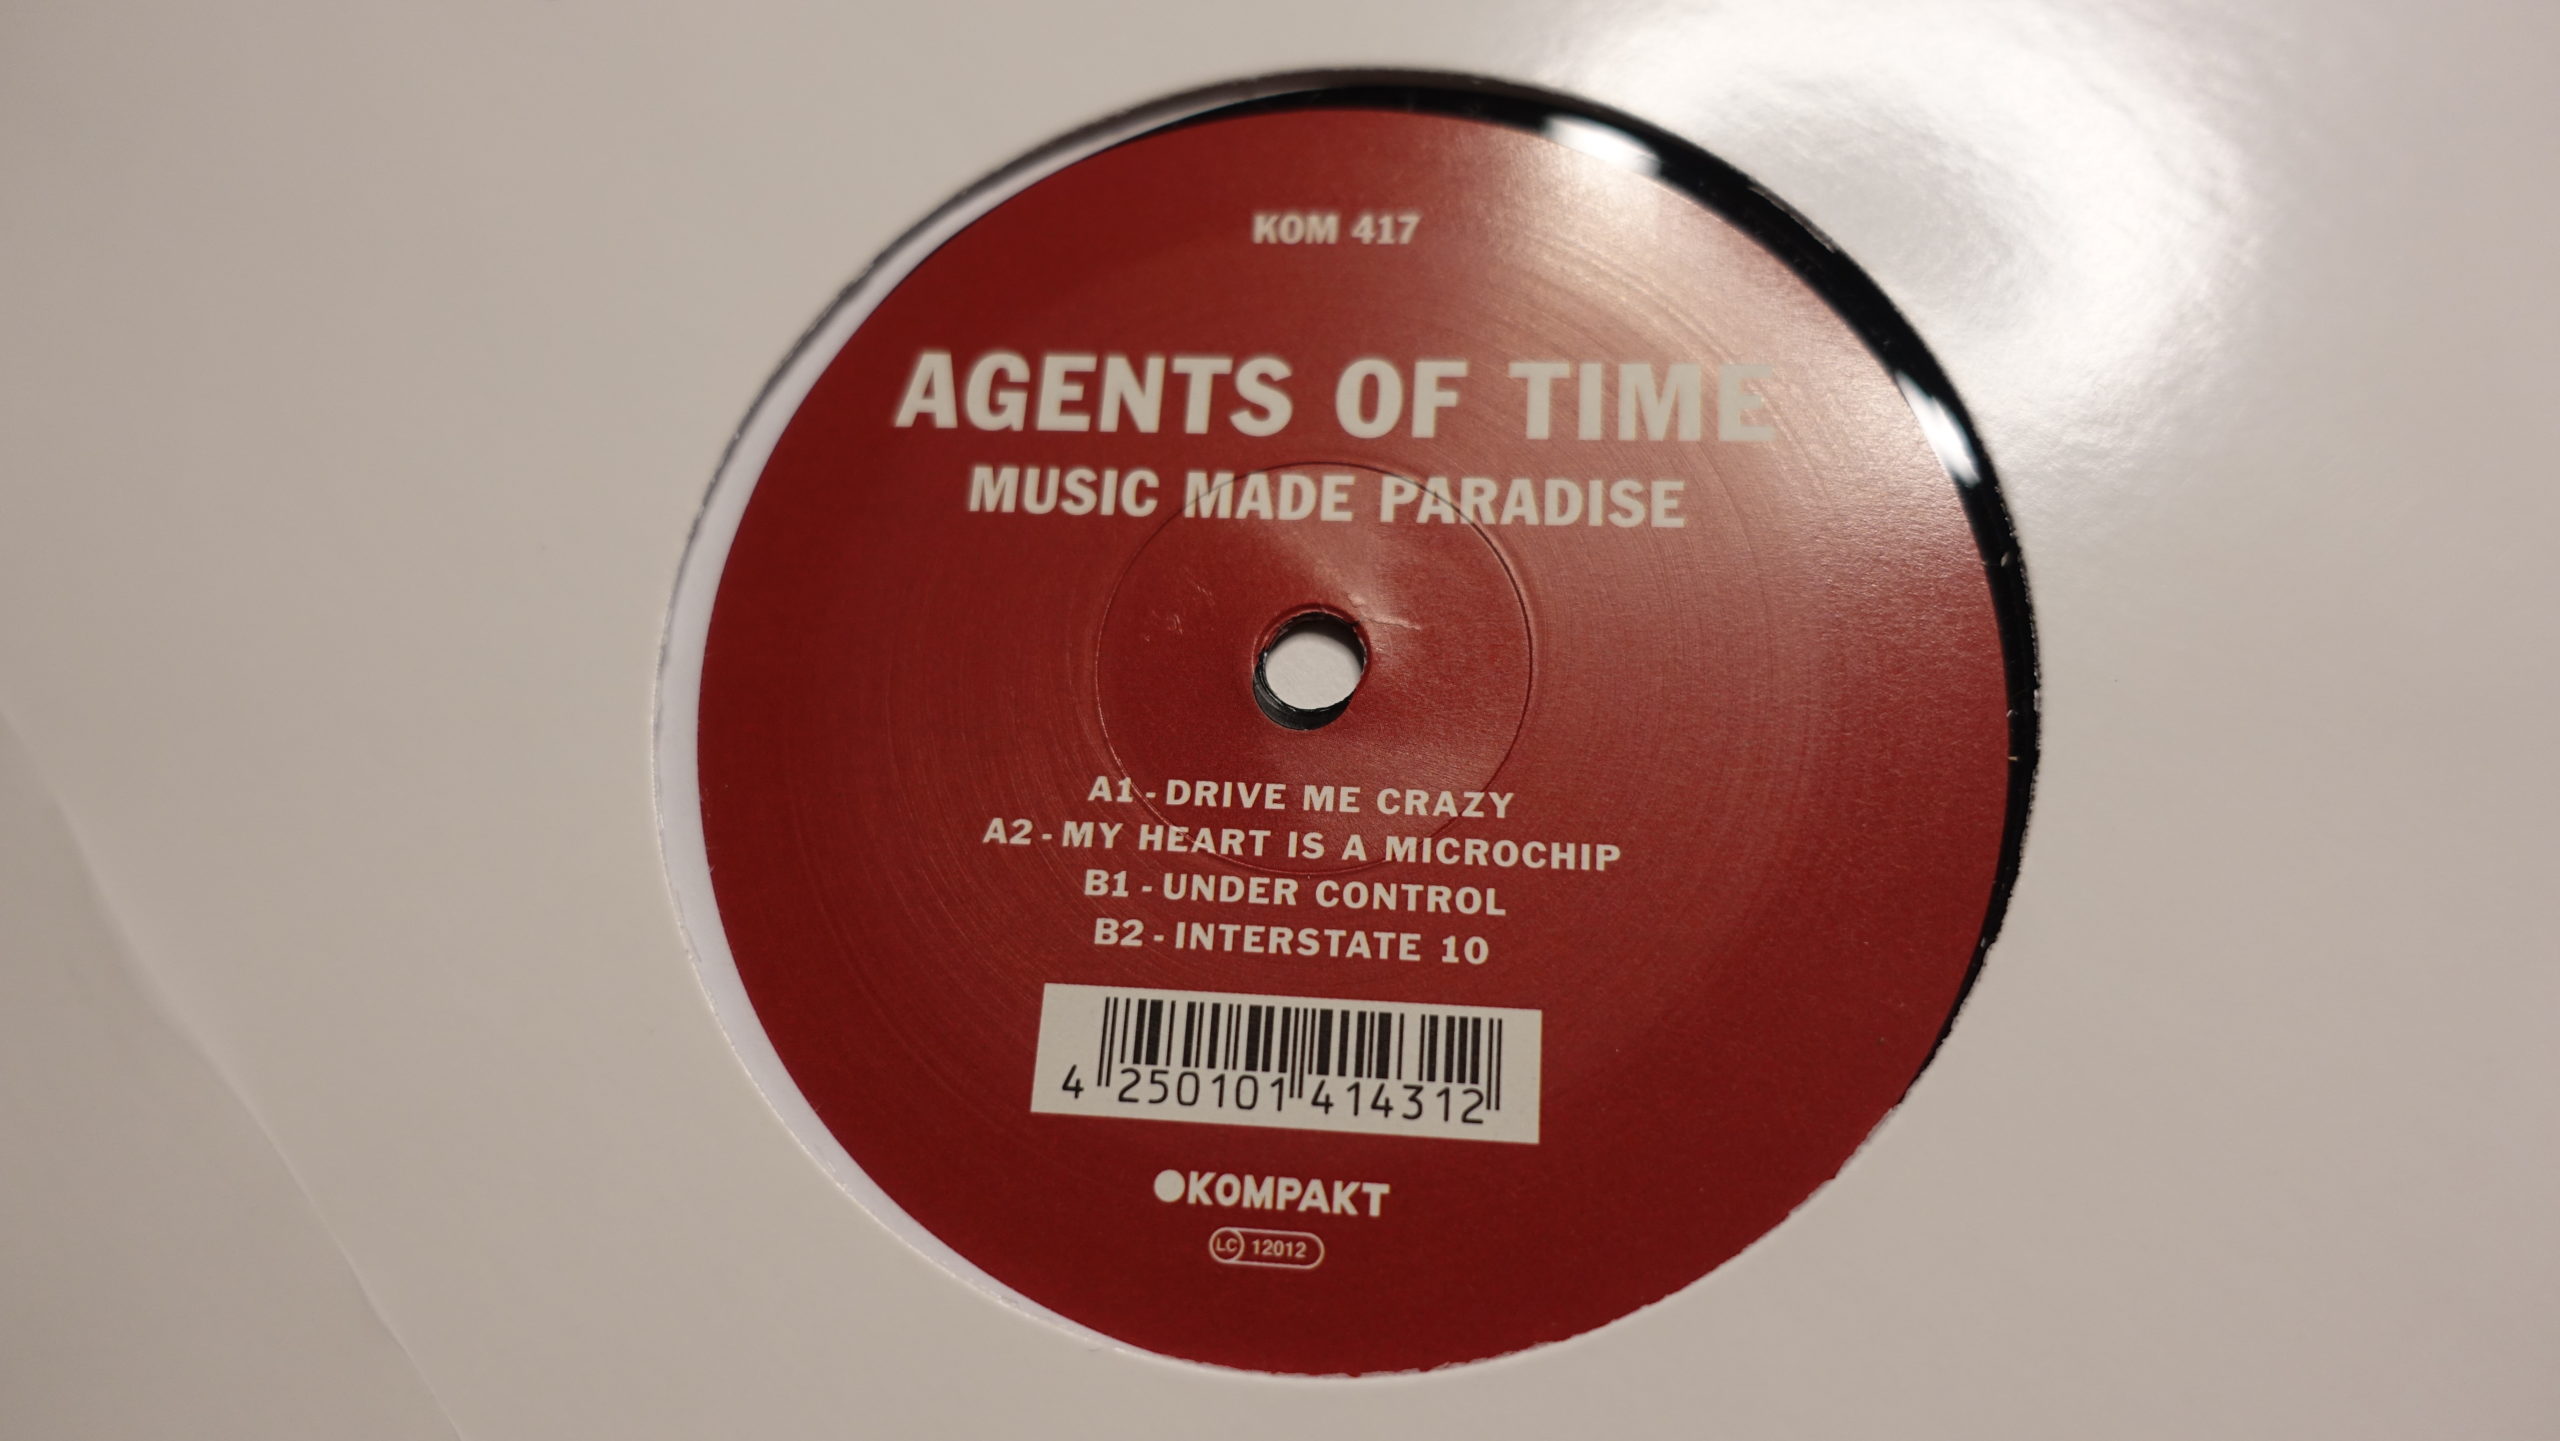 KOM 417
AGENTS OF TIME
MUSIC MADE PARADISE
A1 - DRIVE ME CRAZY
A2 - MY HEART IS A MICROCHIP
B1 - UNDER CONTROL
B2 - INTERSTATE 10
4 250101 414312
KOMPAKT
LC 12012